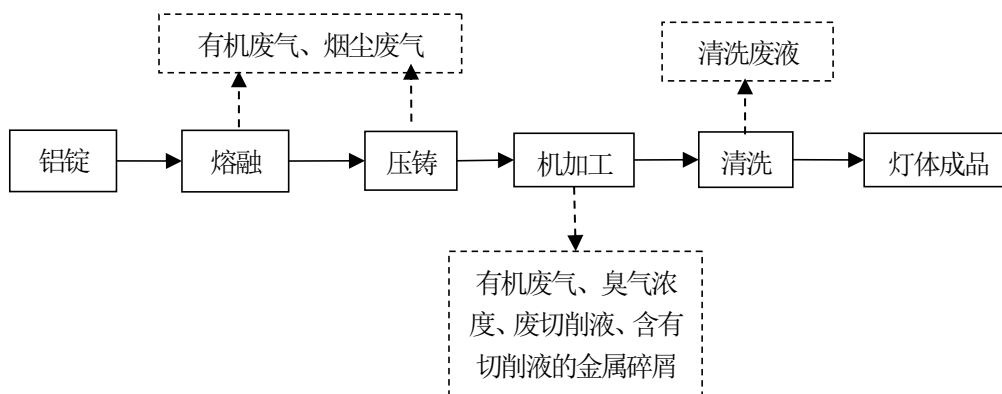 有机废气、烟尘废气
清洗废液
铝锭
熔融
压铸
机加工
清洗
灯体成品
有机废气、臭气浓
度、废切削液、含有
切削液的金属碎屑